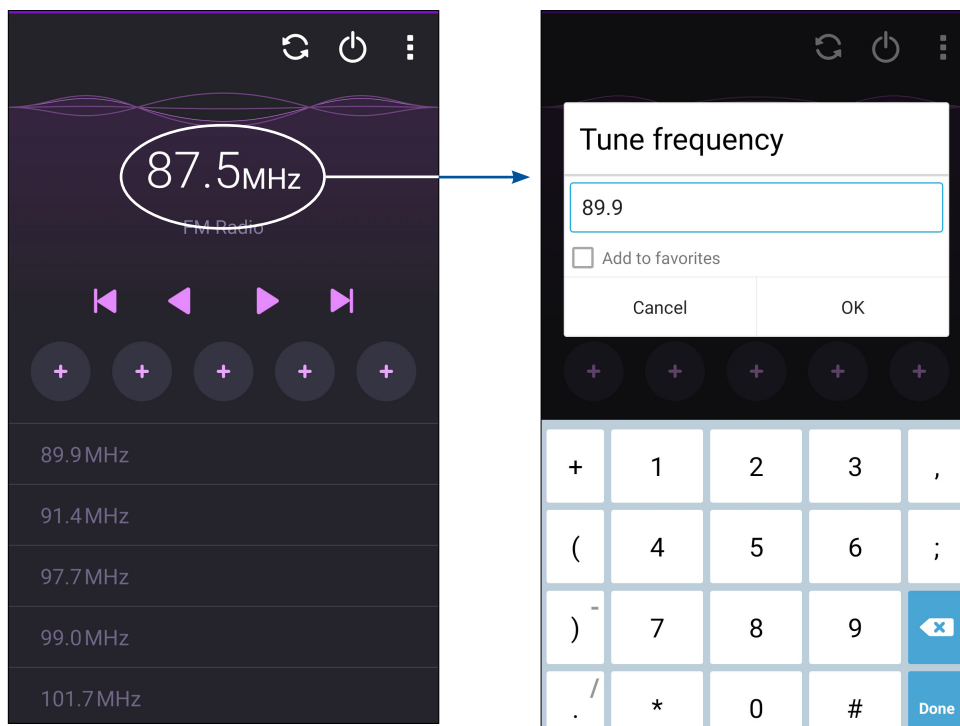 87.5MHz
FM Radio
+ + + + +
89.9MHz
91.4MHz
97.7MHz
99.0MHz
101.7MHz
Tune frequency
89.9
Add to favorites
Cancel OK
+ + + + +
+ 1 2 3 ,
( 4 5 6 ;
) - 7 8 9
. / * 0 # Done